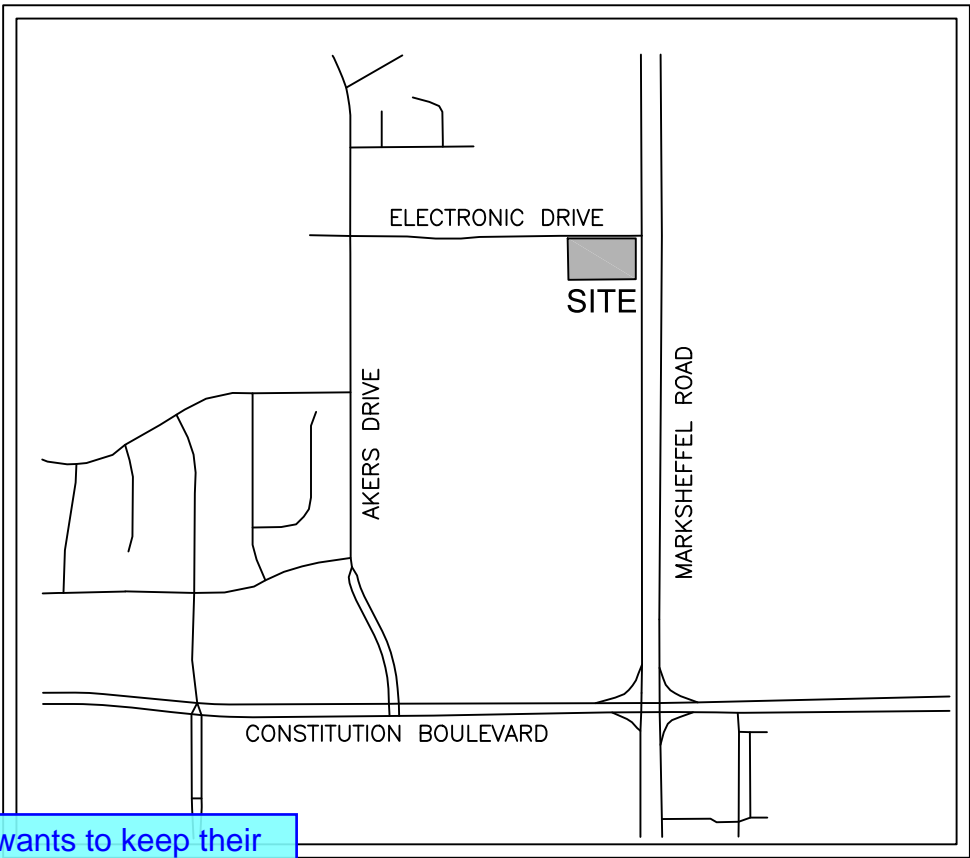 ELECTRONIC DRIVE
SITE
AKERS DRIVE
MARKSHEFFEL ROAD
CONSTITUTION BOULEVARD
wants to keep their